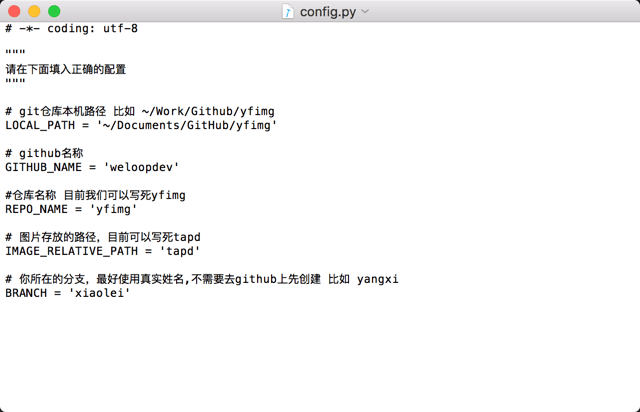 config.py
# -*- coding: utf-8
"""
请在下面填入正确的配置
"""
# git仓库本机路径 比如 ~/Work/Github/yfimg
LOCAL_PATH = '~/Documents/GitHub/yfimg'
# github名称
GITHUB_NAME = 'weloopdev'
#仓库名称 目前我们可以写死yfimg
REPO_NAME = 'yfimg'
# 图片存放的路径，目前可以写死tapd
IMAGE_RELATIVE_PATH = 'tapd'
# 你所在的分支，最好使用真实姓名,不需要去github上先创建 比如 yangxi
BRANCH = 'xiaolei'